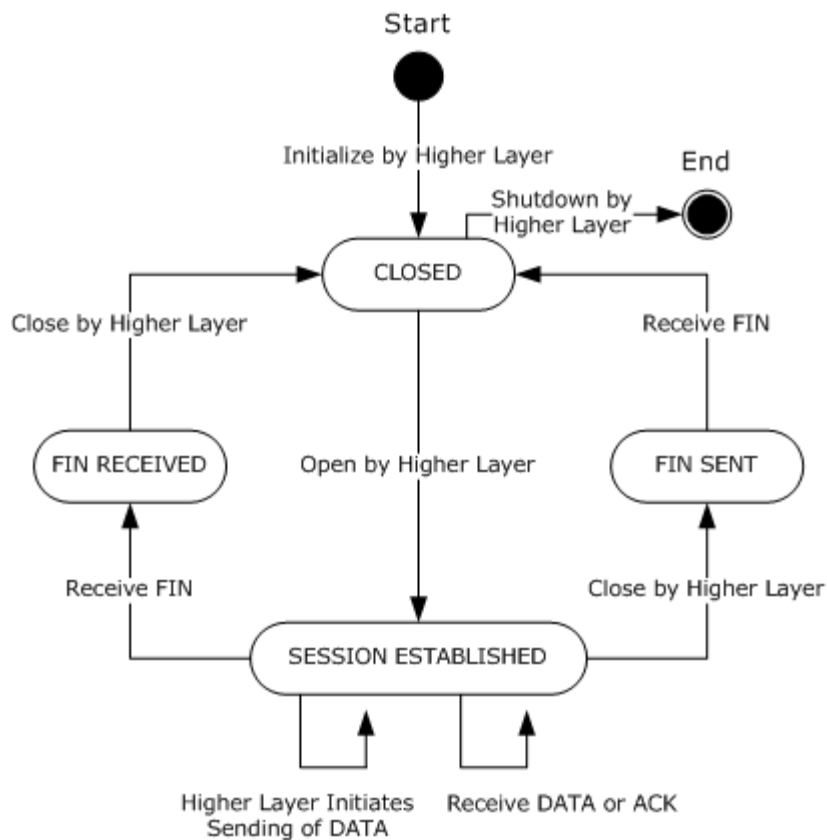 Start
Initialize by Higher Layer
End
Shutdown by
Higher Layer
CLOSED
Close by Higher Layer
Receive FIN
FIN RECEIVED
Open by Higher Layer
FIN SENT
Receive FIN
Close by Higher Layer
SESSION ESTABLISHED
Higher Layer Initiates
Sending of DATA
Receive DATA or ACK